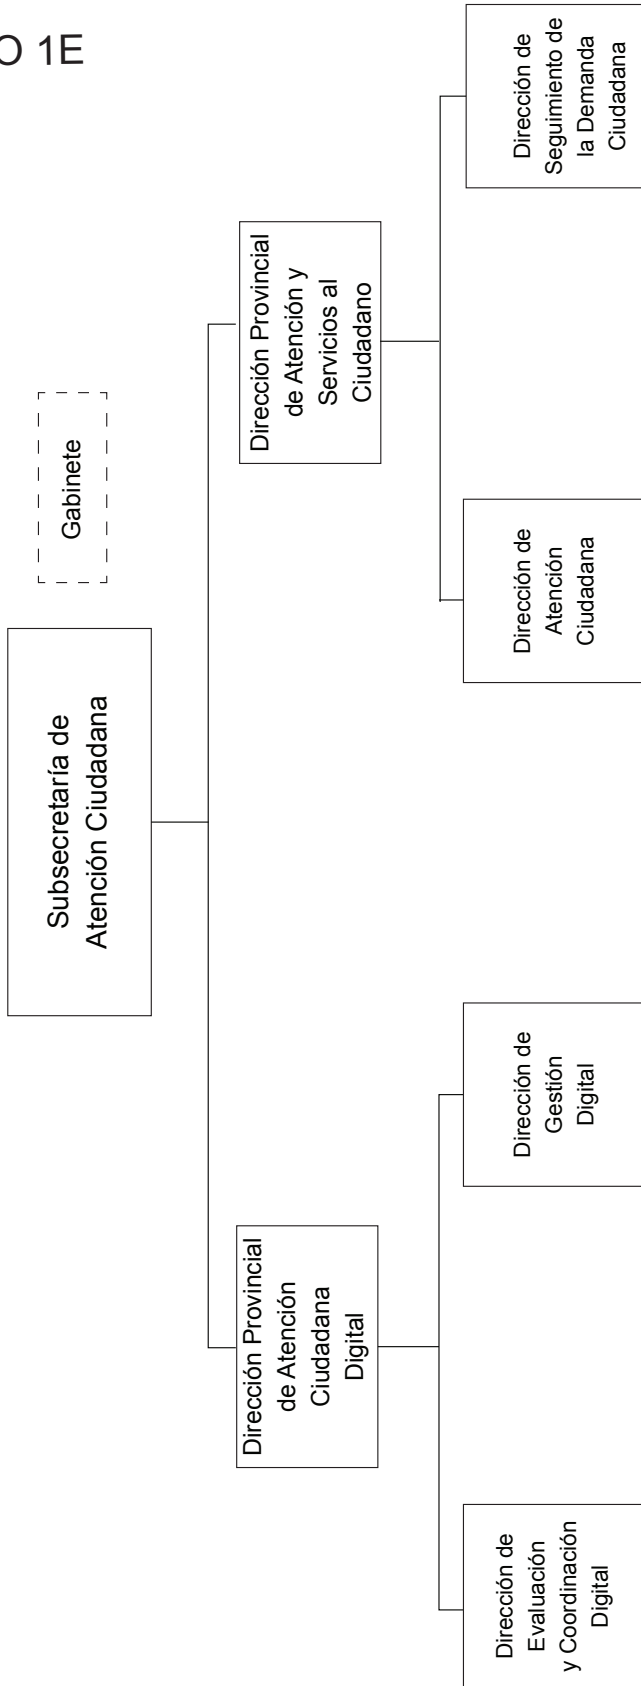 O 1E
Subsecretaría de
Atención Ciudadana
Gabinete
Dirección Provincial
de Atención
Ciudadana
Digital
Dirección Provincial
de Atención y
Servicios al
Ciudadano
Dirección de
Evaluación
y Coordinación
Digital
Dirección de
Gestión
Digital
Dirección de
Atención
Ciudadana
Dirección de
Seguimiento de
la Demanda
Ciudadana